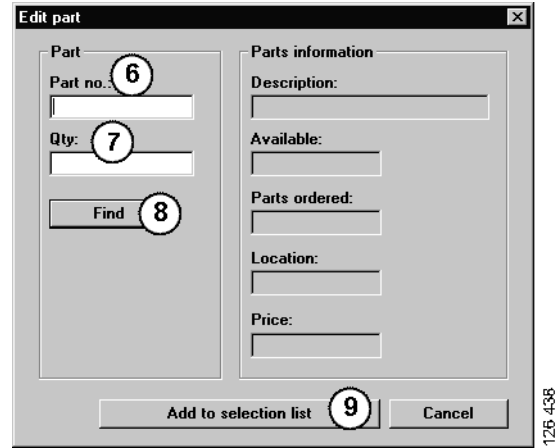 Edit part
Part
Part no.:
6
Qty:
7
Find
8
Parts information
Description:
Available:
Parts ordered:
Location:
Price:
Add to selection list
9
Cancel
126 438